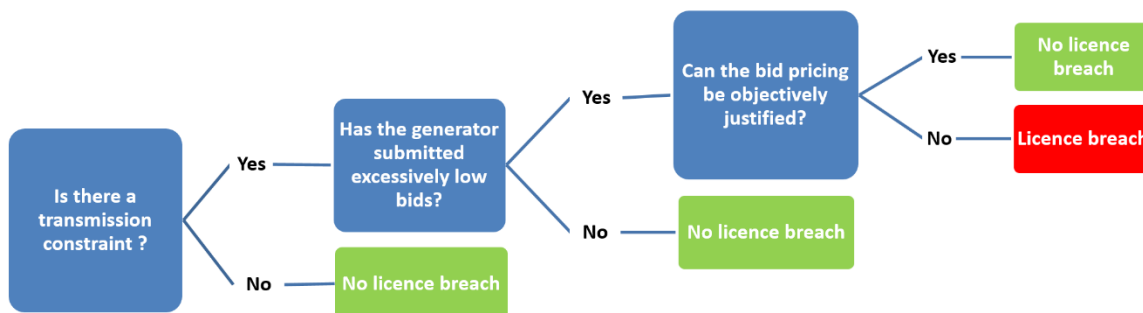 Is there a
transmission
constraint ?
Yes
No
Has the generator
submitted
excessively low
bids?
No licence breach
Yes
No
Can the bid pricing
be objectively
justified?
No licence breach
Yes
No
No licence
breach
Licence breach